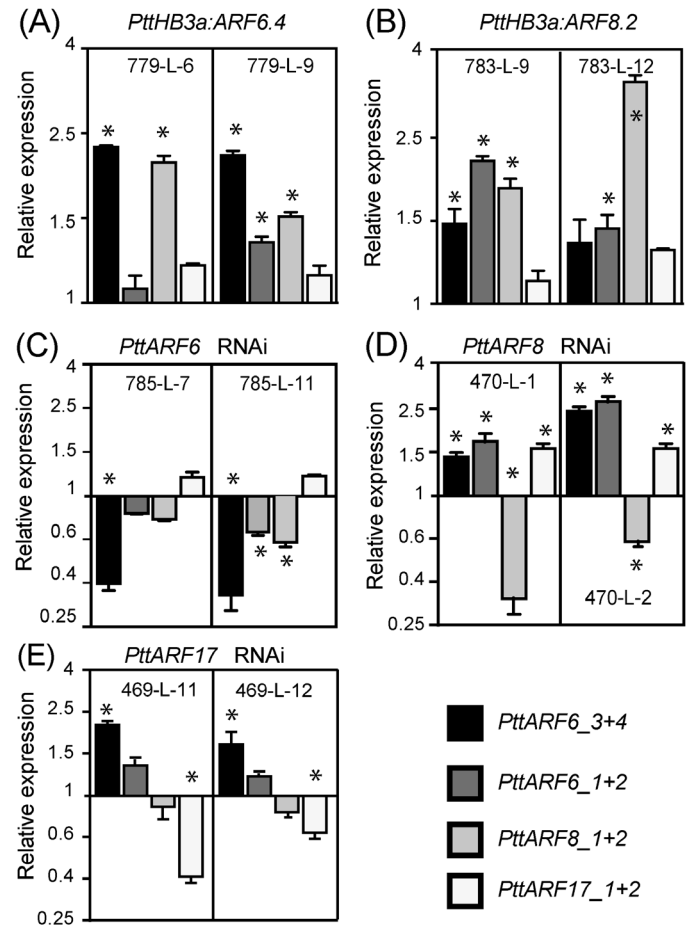 (A) PttHB3a:ARF6.4
779-L-6 779-L-9
Relative expression
4
2.5
1.5
1
* * * * *
(B) PttHB3a:ARF8.2
783-L-9 783-L-12
Relative expression
4
2.5
1.5
1
* * * * *
(C) PttARF6 RNAi
785-L-7 785-L-11
Relative expression
4
2.5
1.5
1
0.6
0.4
0.25
* * * *
(D) PttARF8 RNAi
470-L-1
470-L-2
Relative expression
4
2.5
1.5
1
0.6
0.4
0.25
* * * * * * * *
(E) PttARF17 RNAi
469-L-11 469-L-12
Relative expression
4
2.5
1.5
1
0.6
0.4
0.25
* * * *
PttARF6_3+4
PttARF6_1+2
PttARF8_1+2
PttARF17_1+2